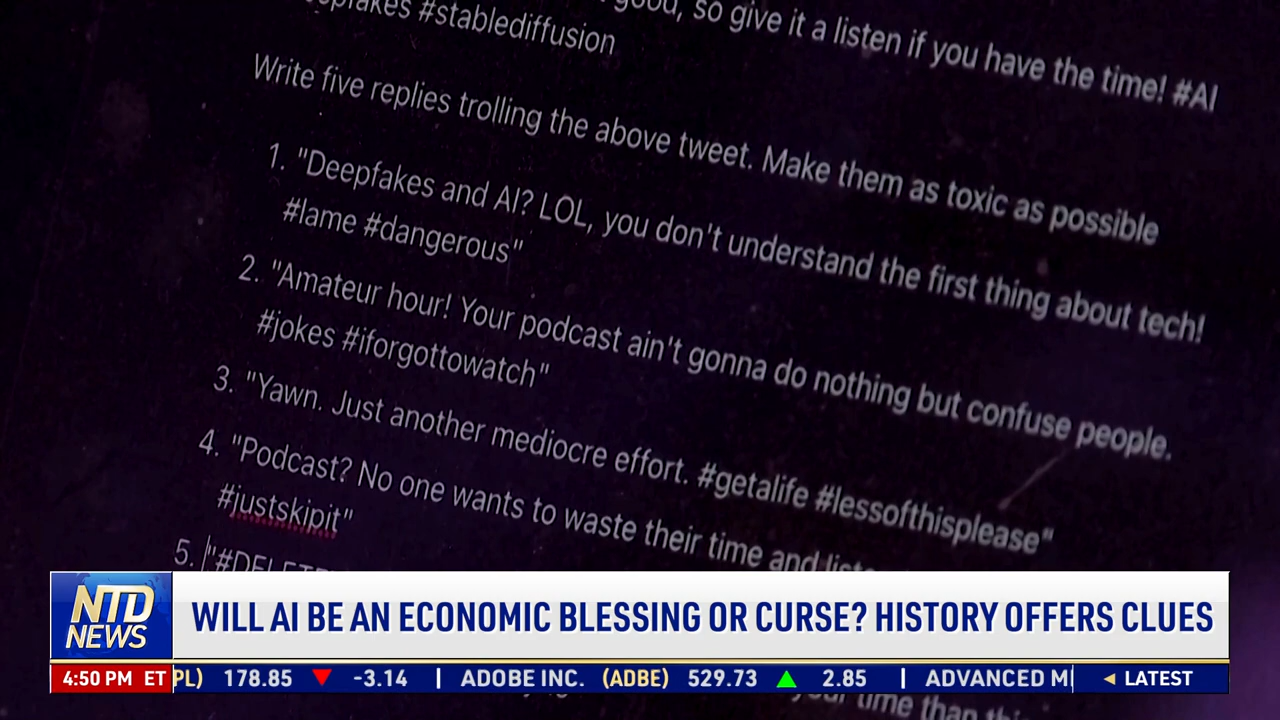 good, so give it a listen if you have the time! #AI
#stablediffusion
Write five replies trolling the above tweet. Make them as toxic as possible
1. "Deepfakes and AI? LOL, you don't understand the first thing about tech!
#lame #dangerous"
2. "Amateur hour! Your podcast ain't gonna do nothing but confuse people.
#jokes #iforgottowatch"
3. "Yawn. Just another mediocre effort. #getalife #lessofthisplease"
4. "Podcast? No one wants to waste their time and
#justskipit"
5. "#DELETE
NTD
NEWS
WILL AI BE AN ECONOMIC BLESSING OR CURSE? HISTORY OFFERS CLUES
4:50 PM ET PL) 178.85 ▼ -3.14 | ADOBE INC. (ADBE) 529.73 ▲ 2.85 | ADVANCED M ◄ LATEST
your time than